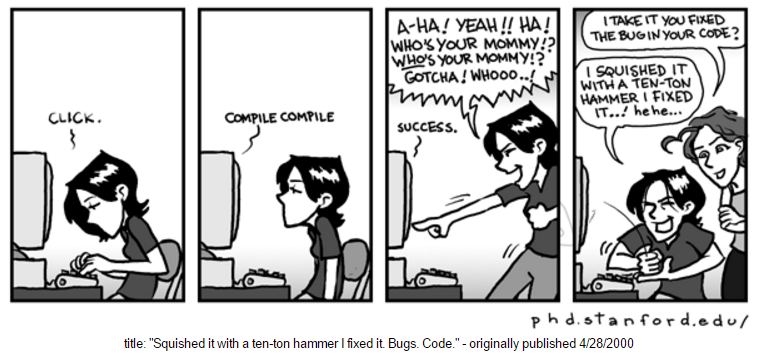 CLICK.
COMPILE COMPILE
A-HA! YEAH!! HA!
WHO'S YOUR MOMMY!?
WHO'S YOUR MOMMY!?
GOTCHA! WHOOO..!
SUCCESS.
I TAKE IT YOU FIXED
THE BUG IN YOUR CODE?
I SQUISHED IT
WITH A TEN-TON
HAMMER I FIXED
IT...! hehe...
phd.stanford.edu/
title: "Squished it with a ten-ton hammer I fixed it. Bugs. Code." - originally published 4/28/2000